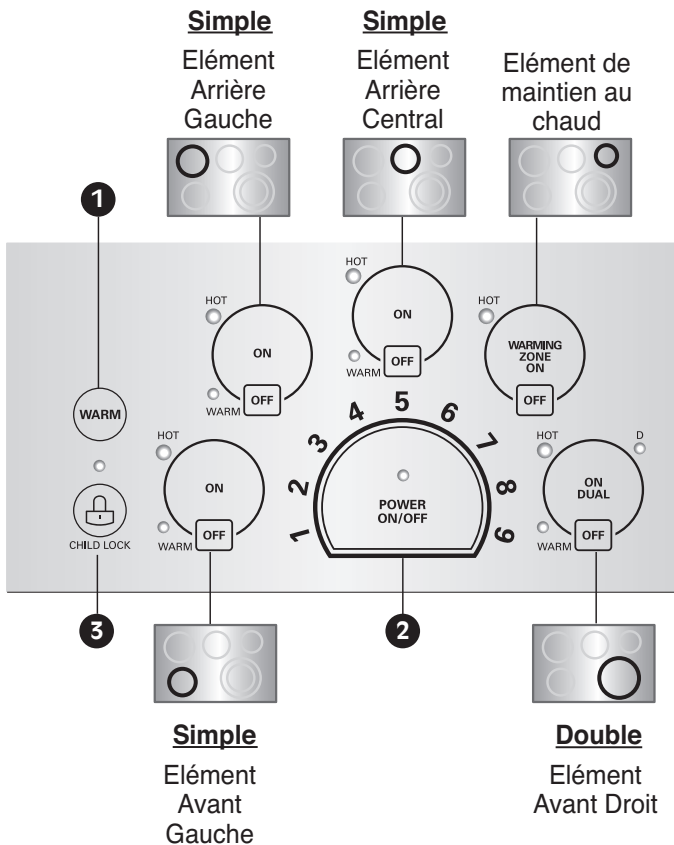 Simple
Elément
Arrière
Gauche
Simple
Elément
Arrière
Central
Elément de
maintien au
chaud
1
HOT
ON
OFF
WARM
HOT
ON
OFF
WARM
HOT
WARMING
ZONE
ON
OFF
WARM
HOT
ON
OFF
WARM
1
2
3
4
5
6
7
8
9
POWER
ON/OFF
HOT
D
ON
DUAL
OFF
WARM
CHILD LOCK
3
2
Simple
Elément
Avant
Gauche
Double
Elément
Avant Droit